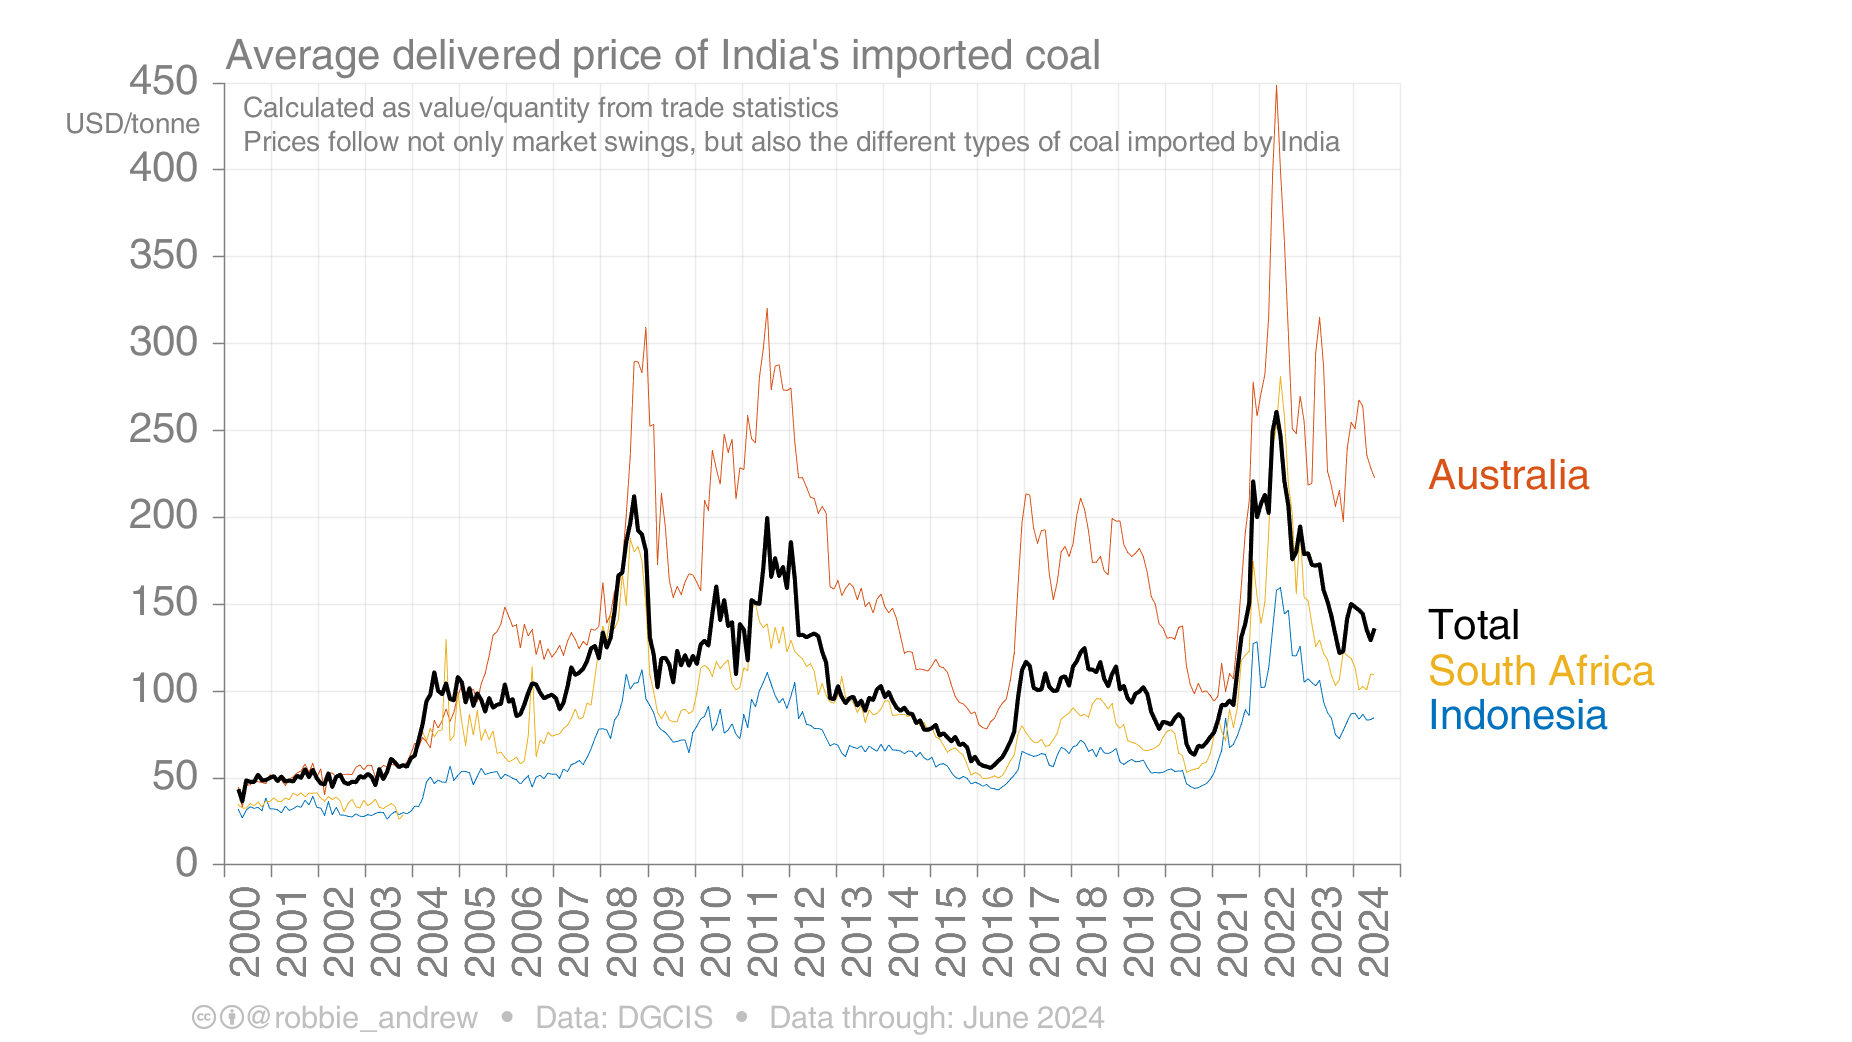 Average delivered price of India's imported coal
450
USD/tonne
Calculated as value/quantity from trade statistics
Prices follow not only market swings, but also the different types of coal imported by India
400
350
300
250
200
150
100
50
0
Australia
Total
South Africa
Indonesia
2000 2001 2002 2003 2004 2005 2006 2007 2008 2009 2010 2011 2012 2013 2014 2015 2016 2017 2018 2019 2020 2021 2022 2023 2024
cc @robbie_andrew • Data: DGCIS • Data through: June 2024